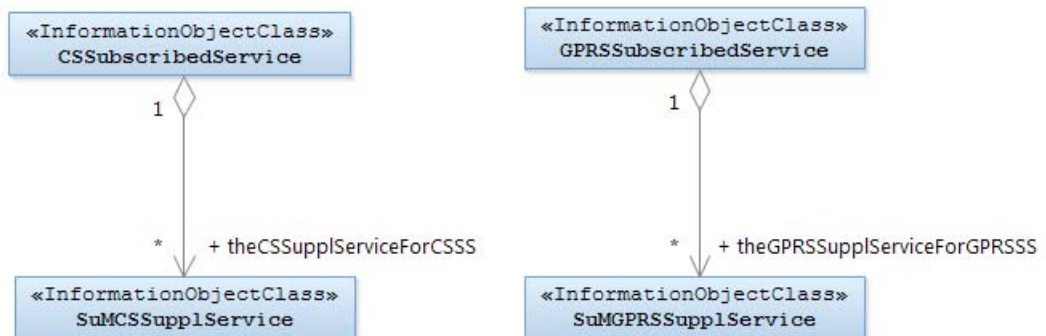 «InformationObjectClass»
CSSubscribedService
1
*
+ theCSSupplServiceForCSSS
«InformationObjectClass»
SuMCSSupplService
«InformationObjectClass»
GPRSSubscribedService
1
*
+ theGPRSSupplServiceForGPRSSS
«InformationObjectClass»
SuMGPRSSupplService